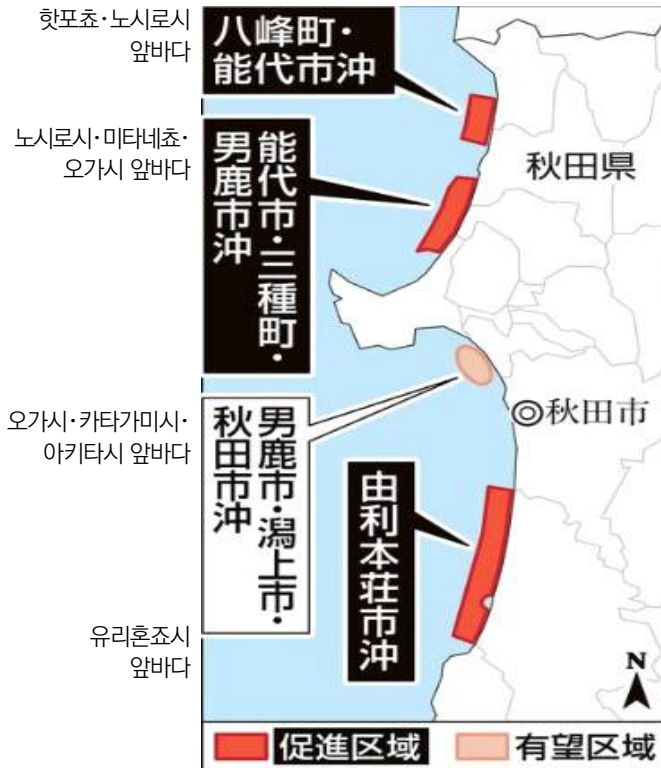 핫포쵸·노시로시
앞바다
八峰町・
能代市沖
노시로시·미타네쵸·
오가시 앞바다
能代市・三種町・
男鹿市沖
秋田県
오가시·카타가미시·
아키타시 앞바다
男鹿市・潟上市・
秋田市沖
◎秋田市
유리혼죠시
앞바다
由利本荘市沖
N
促進区域
有望区域